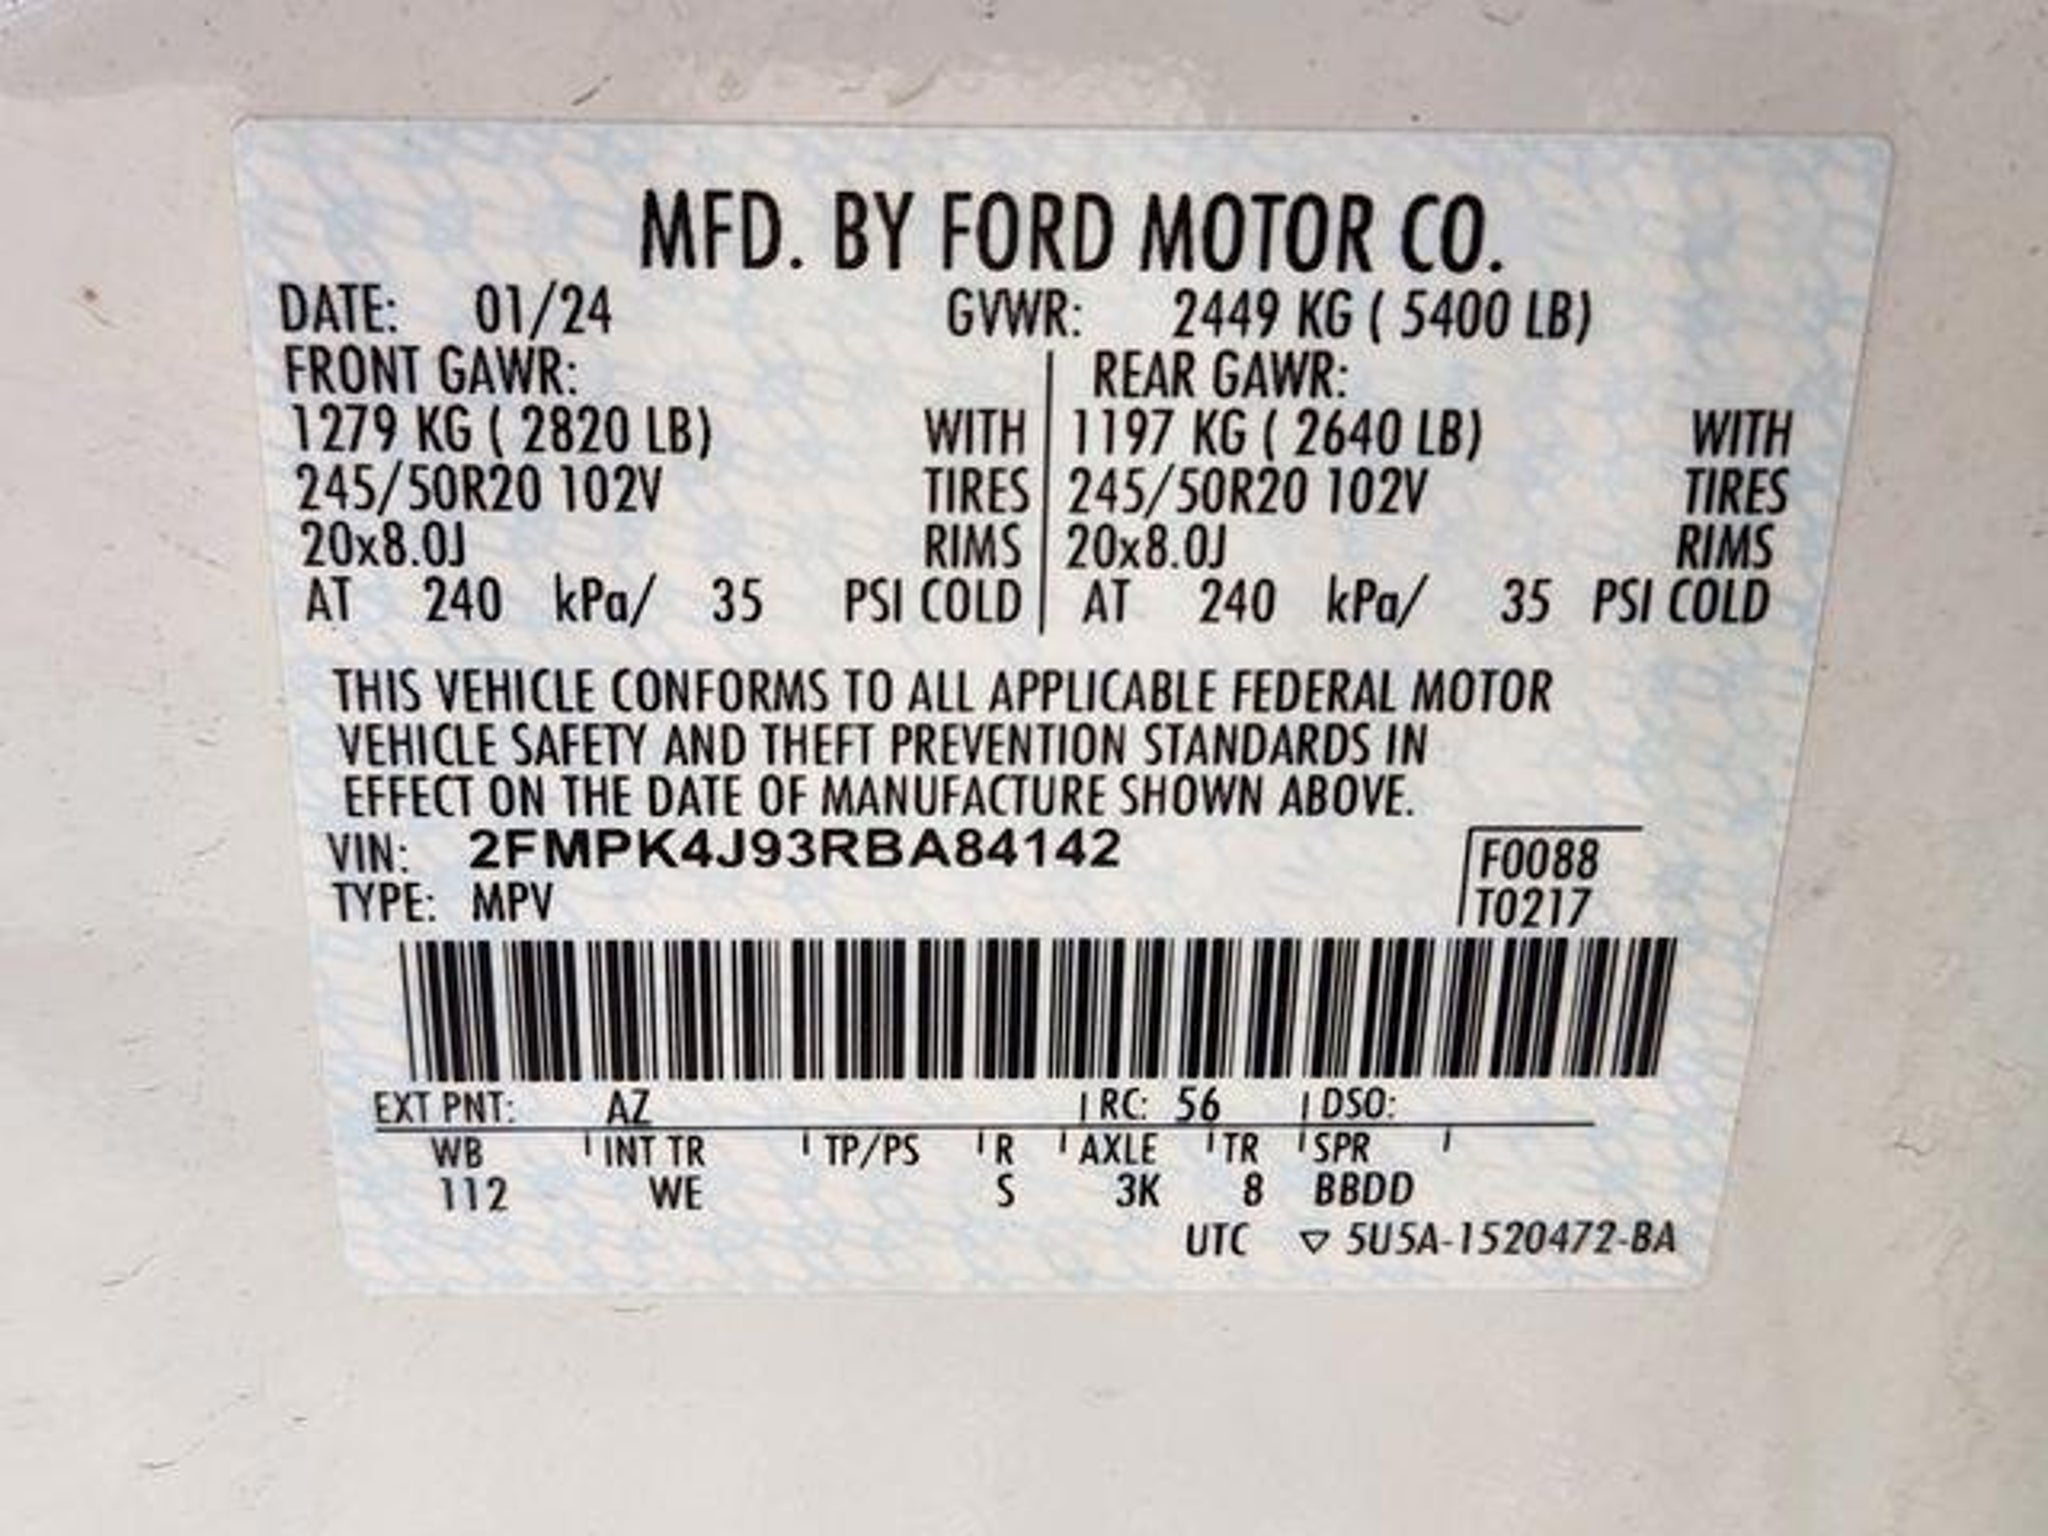 MFD. BY FORD MOTOR CO.
DATE: 01/24 GVWR: 2449 KG ( 5400 LB)
FRONT GAWR: REAR GAWR:
1279 KG ( 2820 LB) WITH 1197 KG ( 2640 LB) WITH
245/50R20 102V TIRES 245/50R20 102V TIRES
20x8.0J RIMS 20x8.0J RIMS
AT 240 kPa/ 35 PSI COLD AT 240 kPa/ 35 PSI COLD
THIS VEHICLE CONFORMS TO ALL APPLICABLE FEDERAL MOTOR
VEHICLE SAFETY AND THEFT PREVENTION STANDARDS IN
EFFECT ON THE DATE OF MANUFACTURE SHOWN ABOVE.
VIN: 2FMPK4J93RBA84142 F0088
TYPE: MPV T0217
EXT PNT: AZ RC: 56 DSO:
WB INT TR TP/PS R AXLE TR SPR
112 WE S 3K 8 BBDD
UTC ▽ 5U5A-1520472-BA